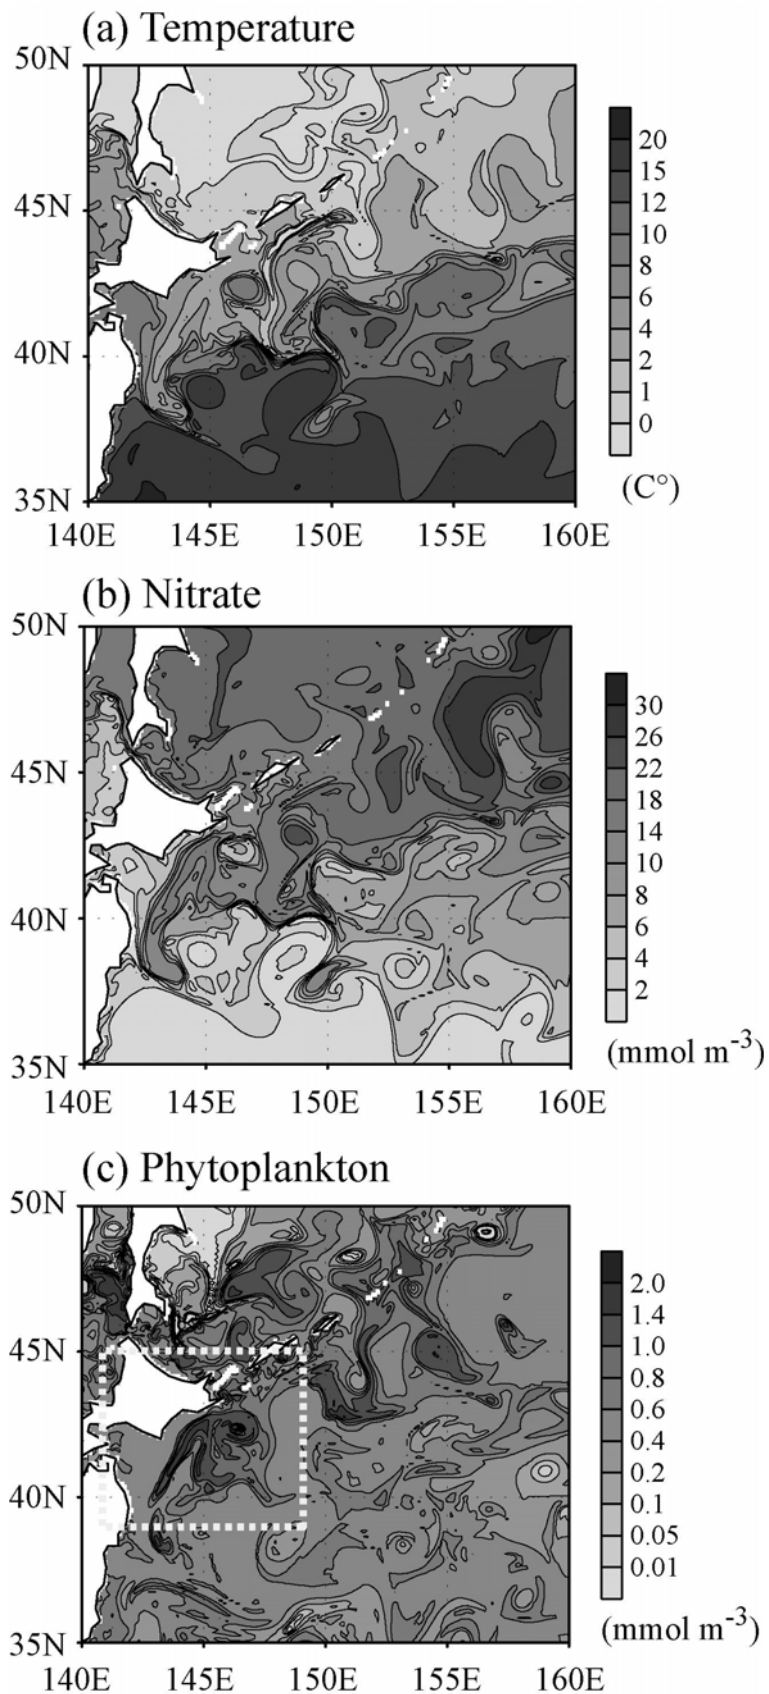 (a) Temperature
50N
45N
40N
35N
140E 145E 150E 155E 160E
20
15
12
10
8
6
4
2
1
0
(C°)
(b) Nitrate
50N
45N
40N
35N
140E 145E 150E 155E 160E
30
26
22
18
14
10
8
6
4
2
(mmol m-3)
(c) Phytoplankton
50N
45N
40N
35N
140E 145E 150E 155E 160E
2.0
1.4
1.0
0.8
0.6
0.4
0.2
0.1
0.05
0.01
(mmol m-3)